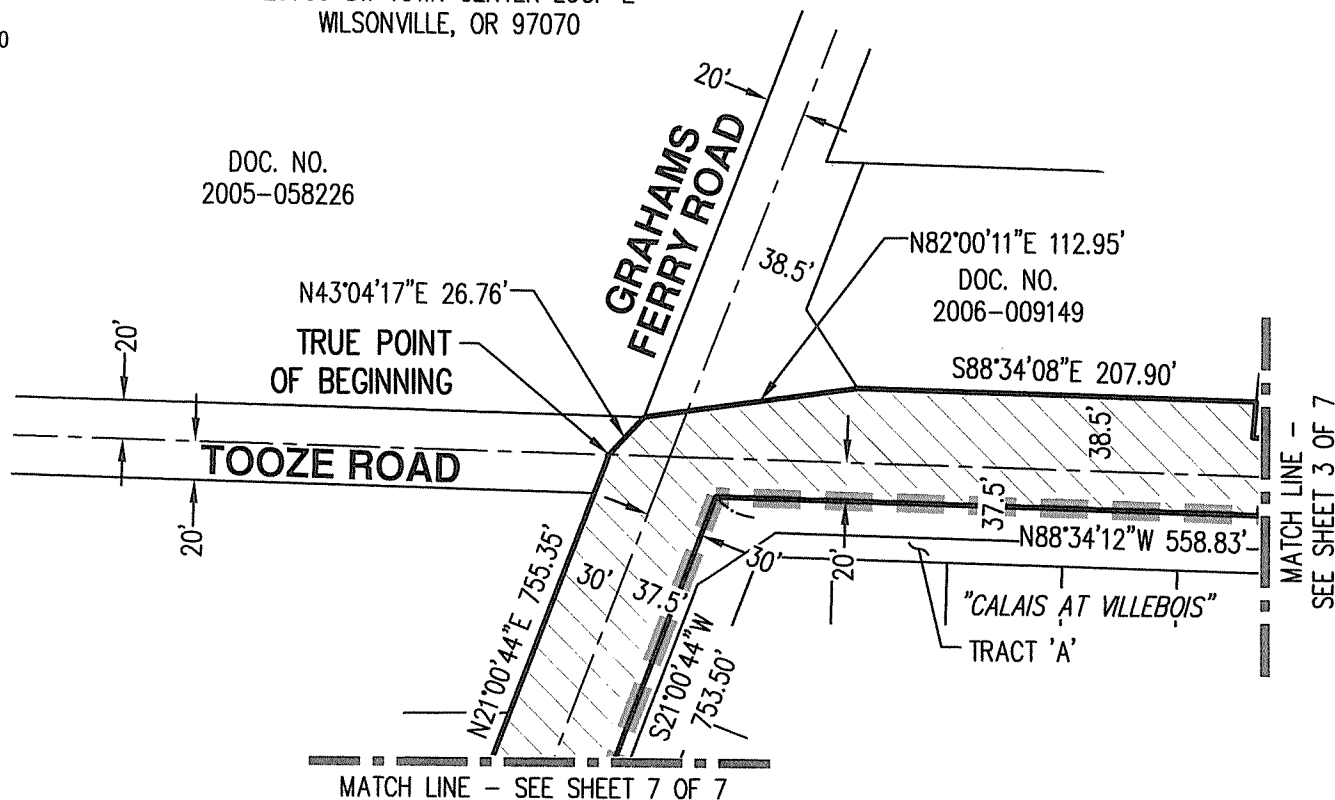 WILSONVILLE, OR 97070
20'
DOC. NO.
2005-058226
GRAHAMS
FERRY ROAD
38.5'
N82°00'11"E 112.95'
DOC. NO.
2006-009149
N43°04'17"E 26.76'
TRUE POINT
OF BEGINNING
20'
S88°34'08"E 207.90'
38.5'
TOOZE ROAD
20'
37.5'
N88°34'12"W 558.83'
30'
20'
30'
37.5'
N21°00'44"E 755.35'
S21°00'44"W
753.50'
"CALAIS AT VILLEBOIS"
TRACT 'A'
MATCH LINE -
SEE SHEET 3 OF 7
MATCH LINE - SEE SHEET 7 OF 7